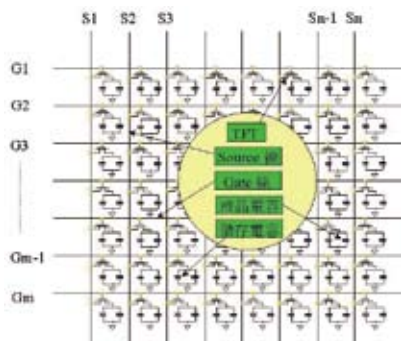 S1 S2 S3 Sn-1 Sn
G1
G2
G3
Gm-1
Gm
TFT
Source 線
Gate 線
液晶電容
儲存電容